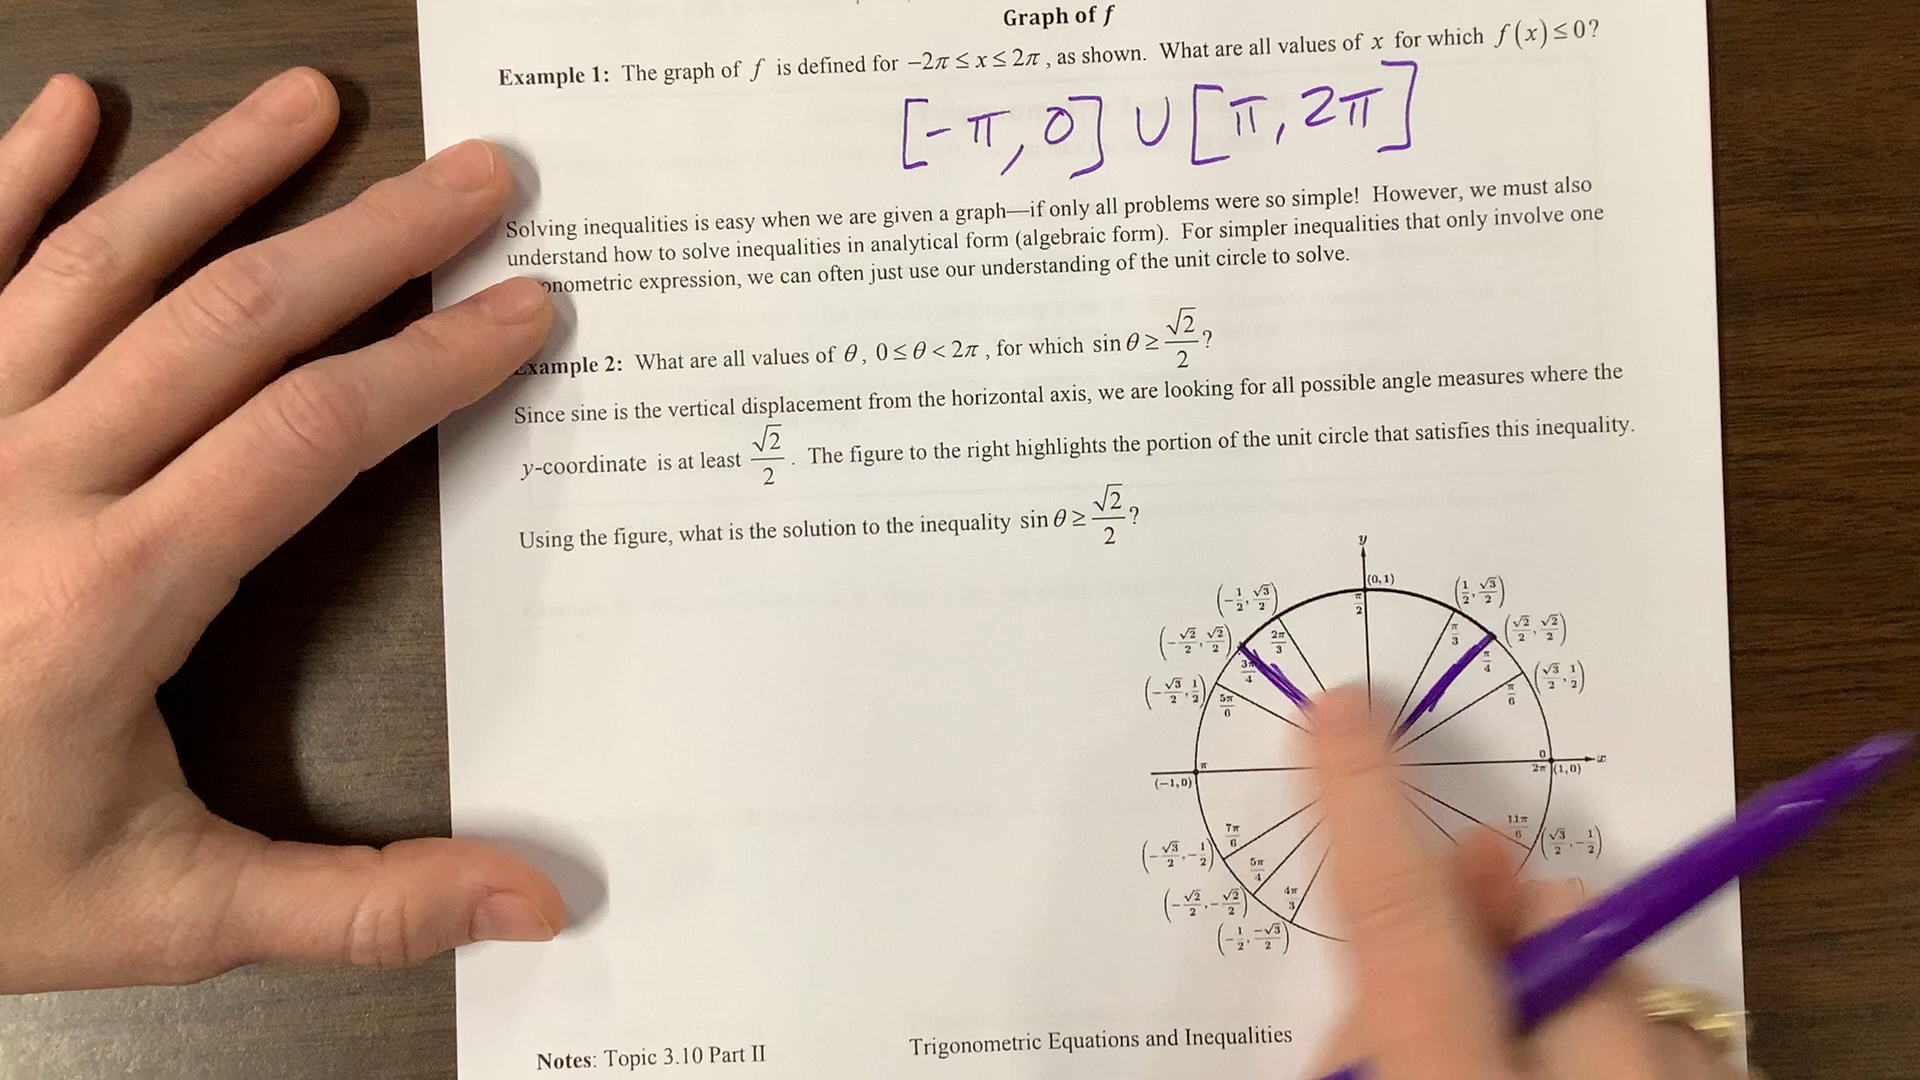 Graph of f
Example 1: The graph of f is defined for −2π ≤ x ≤ 2π, as shown. What are all values of x for which f(x) ≤ 0?
[-π, 0] ∪ [π, 2π]
Solving inequalities is easy when we are given a graph—if only all problems were so simple! However, we must also
understand how to solve inequalities in analytical form (algebraic form). For simpler inequalities that only involve one
onometric expression, we can often just use our understanding of the unit circle to solve.
xample 2: What are all values of θ, 0 ≤ θ < 2π, for which sin θ ≥ √2/2?
Since sine is the vertical displacement from the horizontal axis, we are looking for all possible angle measures where the
y-coordinate is at least √2/2. The figure to the right highlights the portion of the unit circle that satisfies this inequality.
Using the figure, what is the solution to the inequality sin θ ≥ √2/2?
y
(0, 1)
(−1/2, √3/2) π/2 (1/2, √3/2)
(−√2/2, √2/2) 2π/3 π/3 (√2/2, √2/2)
3π/4 π/4
(−√3/2, 1/2) 5π/6 π/6 (√3/2, 1/2)
(−1, 0) π 0 2π (1, 0) x
(−√3/2, −1/2) 7π/6 11π/6 (√3/2, −1/2)
(−√2/2, −√2/2) 5π/4
(−1/2, −√3/2) 4π/3
Notes: Topic 3.10 Part II
Trigonometric Equations and Inequalities